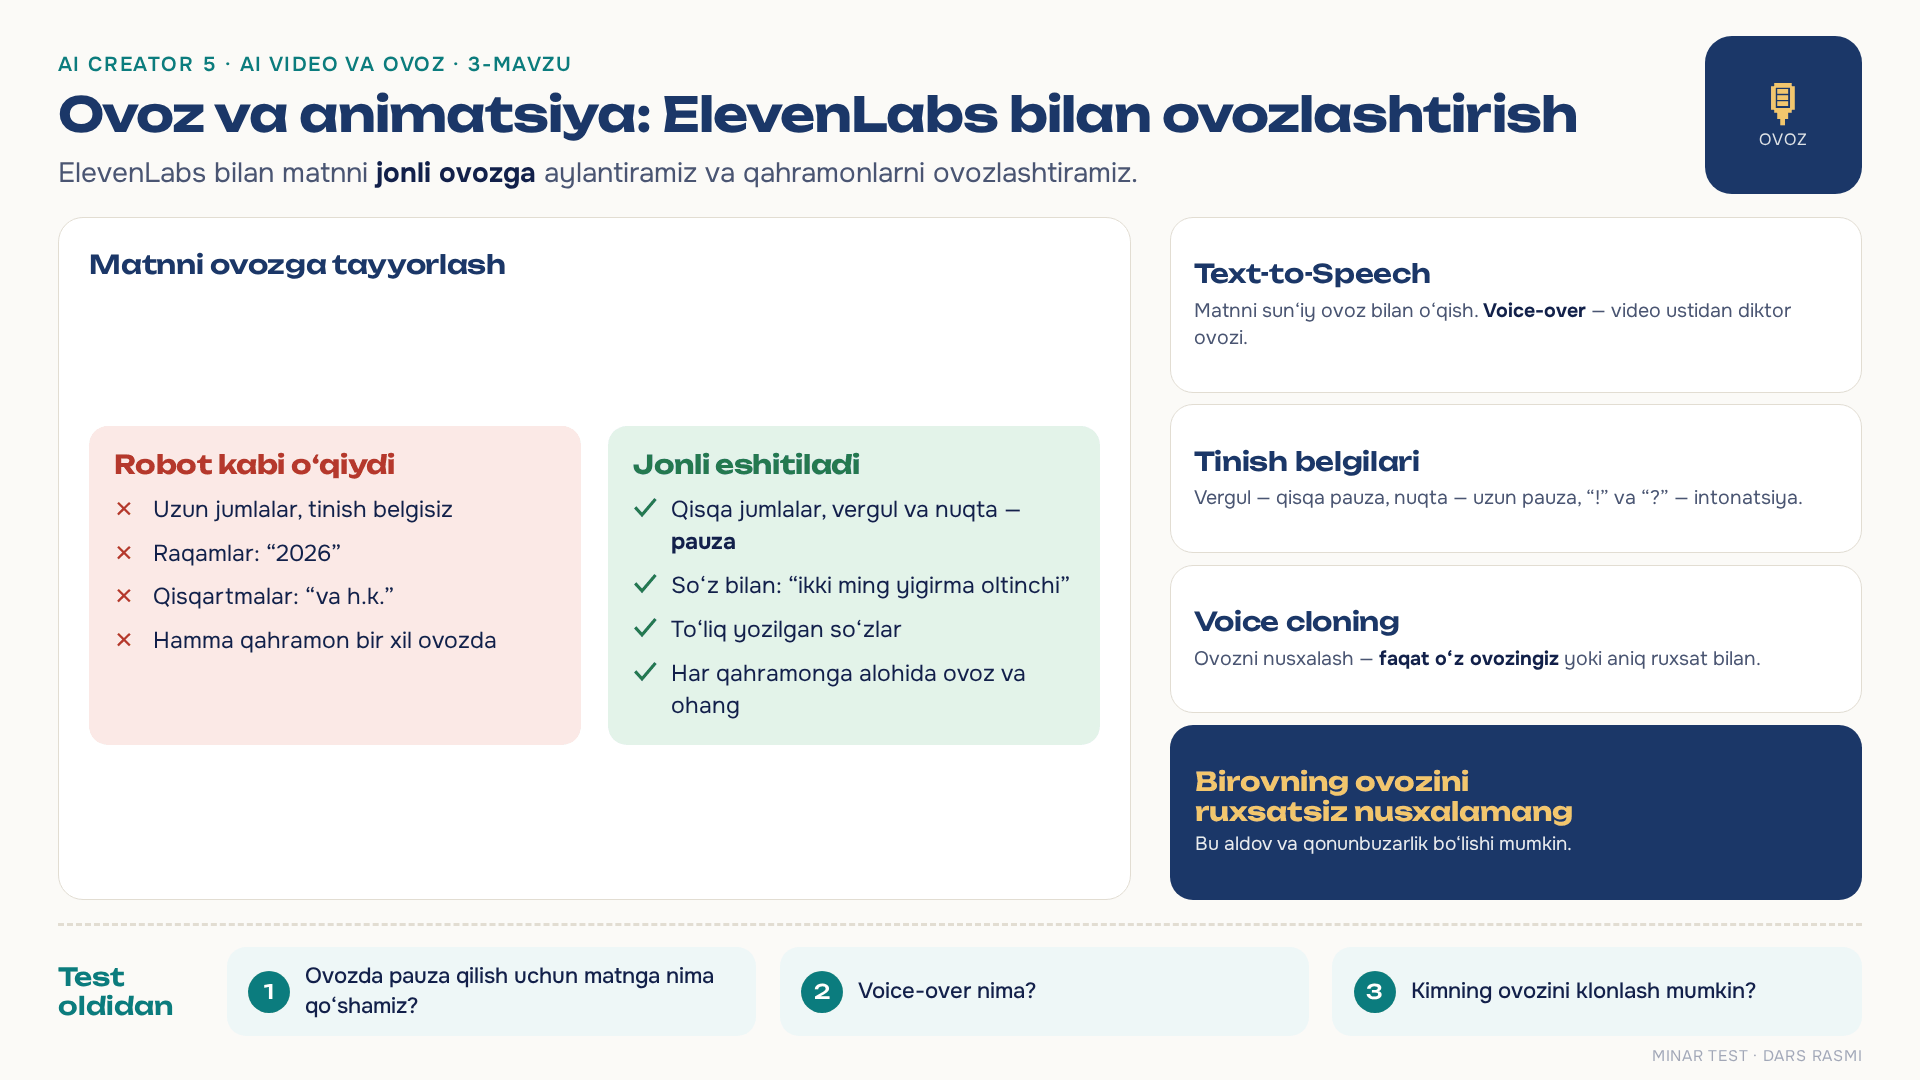 AI CREATOR 5 · AI VIDEO VA OVOZ · 3-MAVZU
Ovoz va animatsiya: ElevenLabs bilan ovozlashtirish
ElevenLabs bilan matnni jonli ovozga aylantiramiz va qahramonlarni ovozlashtiramiz.
OVOZ
Matnni ovozga tayyorlash
Robot kabi o‘qiydi
✕ Uzun jumlalar, tinish belgisiz
✕ Raqamlar: “2026”
✕ Qisqartmalar: “va h.k.”
✕ Hamma qahramon bir xil ovozda
Jonli eshitiladi
✓ Qisqa jumlalar, vergul va nuqta —
pauza
✓ So‘z bilan: “ikki ming yigirma oltinchi”
✓ To‘liq yozilgan so‘zlar
✓ Har qahramonga alohida ovoz va
ohang
Text-to-Speech
Matnni sun‘iy ovoz bilan o‘qish. Voice-over — video ustidan diktor
ovozi.
Tinish belgilari
Vergul — qisqa pauza, nuqta — uzun pauza, “!” va “?” — intonatsiya.
Voice cloning
Ovozni nusxalash — faqat o‘z ovozingiz yoki aniq ruxsat bilan.
Birovning ovozini
ruxsatsiz nusxalamang
Bu aldov va qonunbuzarlik bo‘lishi mumkin.
Test
oldidan
1 Ovozda pauza qilish uchun matnga nima
qo‘shamiz?
2 Voice-over nima?
3 Kimning ovozini klonlash mumkin?
MINAR TEST · DARS RASMI